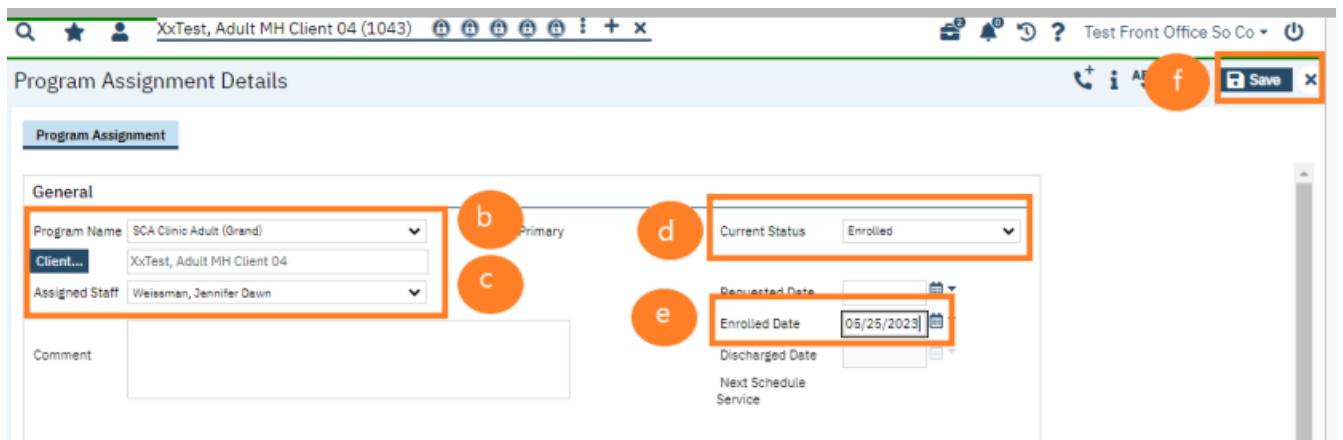 XxTest, Adult MH Client 04 (1043)
2
0
?
Test Front Office So Co
Program Assignment Details
i
f
Save
Program Assignment
General
Program Name SCA Clinic Adult (Grand)
b
Primary
d
Current Status Enrolled
Client... XxTest, Adult MH Client 04
c
Assigned Staff Weissman, Jennifer Dawn
Requested Date
e
Enrolled Date 05/25/2023
Comment
Discharged Date
Next Schedule
Service